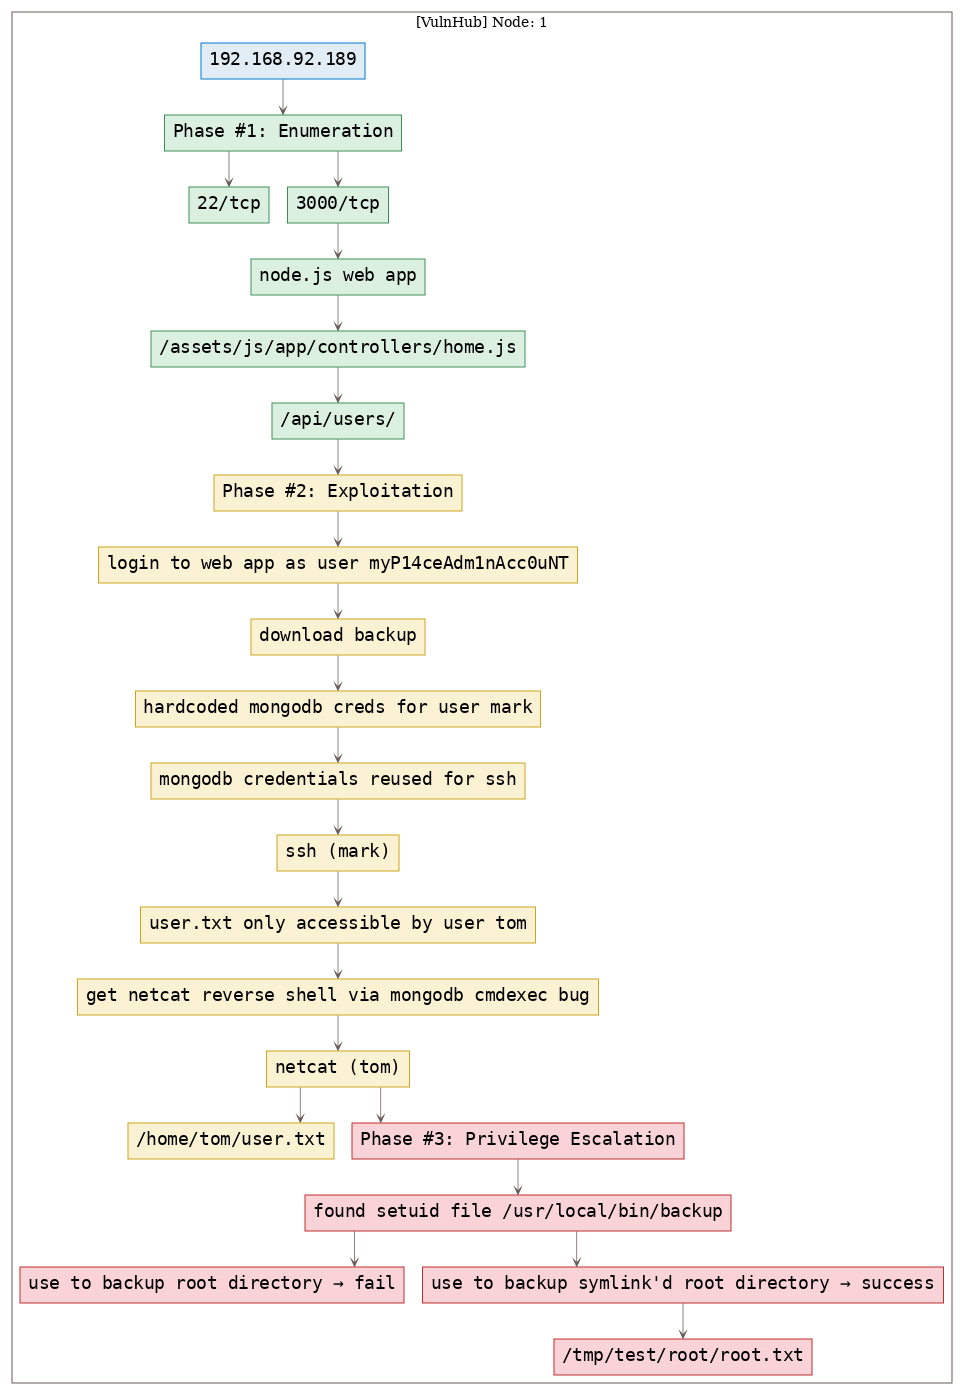 [VulnHub] Node: 1
192.168.92.189
Phase #1: Enumeration
22/tcp
3000/tcp
node.js web app
/assets/js/app/controllers/home.js
/api/users/
Phase #2: Exploitation
login to web app as user myP14ceAdm1nAcc0uNT
download backup
hardcoded mongodb creds for user mark
mongodb credentials reused for ssh
ssh (mark)
user.txt only accessible by user tom
get netcat reverse shell via mongodb cmdexec bug
netcat (tom)
/home/tom/user.txt
Phase #3: Privilege Escalation
found setuid file /usr/local/bin/backup
use to backup root directory → fail
use to backup symlink'd root directory → success
/tmp/test/root/root.txt